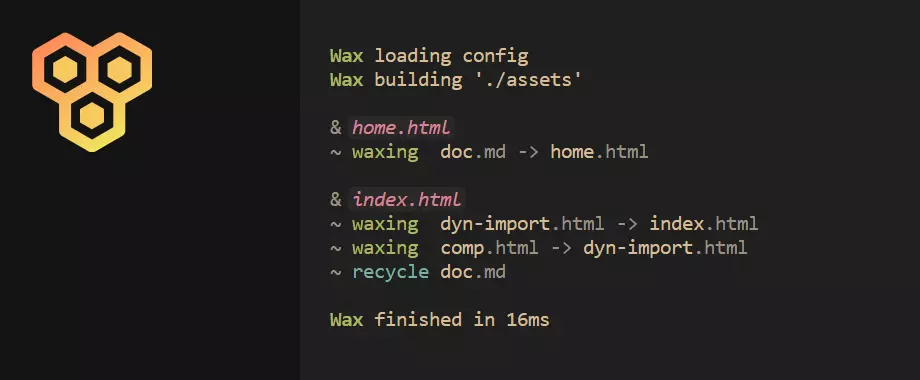 Wax loading config
Wax building './assets'
& home.html
~ waxing  doc.md -> home.html
& index.html
~ waxing  dyn-import.html -> index.html
~ waxing  comp.html -> dyn-import.html
~ recycle doc.md
Wax finished in 16ms